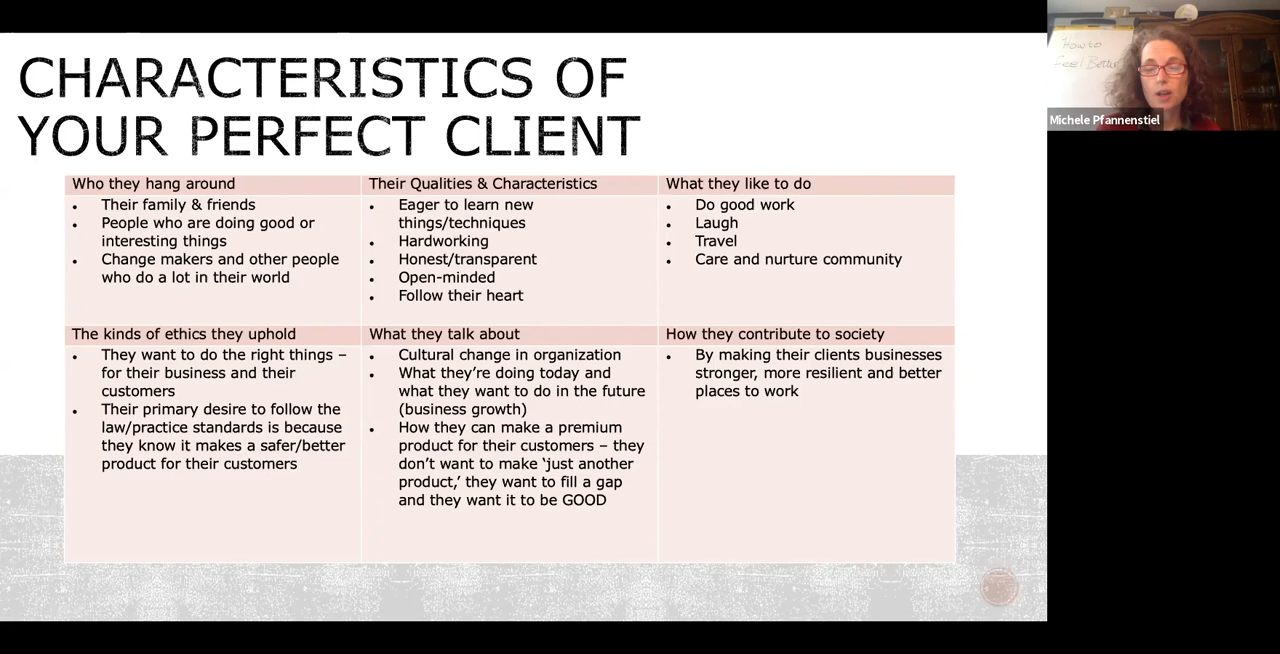 CHARACTERISTICS OF
YOUR PERFECT CLIENT
Who they hang around
• Their family & friends
• People who are doing good or
interesting things
• Change makers and other people
who do a lot in their world
Their Qualities & Characteristics
• Eager to learn new
things/techniques
• Hardworking
• Honest/transparent
• Open-minded
• Follow their heart
What they like to do
• Do good work
• Laugh
• Travel
• Care and nurture community
The kinds of ethics they uphold
• They want to do the right things –
for their business and their
customers
• Their primary desire to follow the
law/practice standards is because
they know it makes a safer/better
product for their customers
What they talk about
• Cultural change in organization
• What they’re doing today and
what they want to do in the future
(business growth)
• How they can make a premium
product for their customers – they
don’t want to make ‘just another
product,’ they want to fill a gap
and they want it to be GOOD
How they contribute to society
• By making their clients businesses
stronger, more resilient and better
places to work
How to
Feel Better
Michele Pfannenstiel